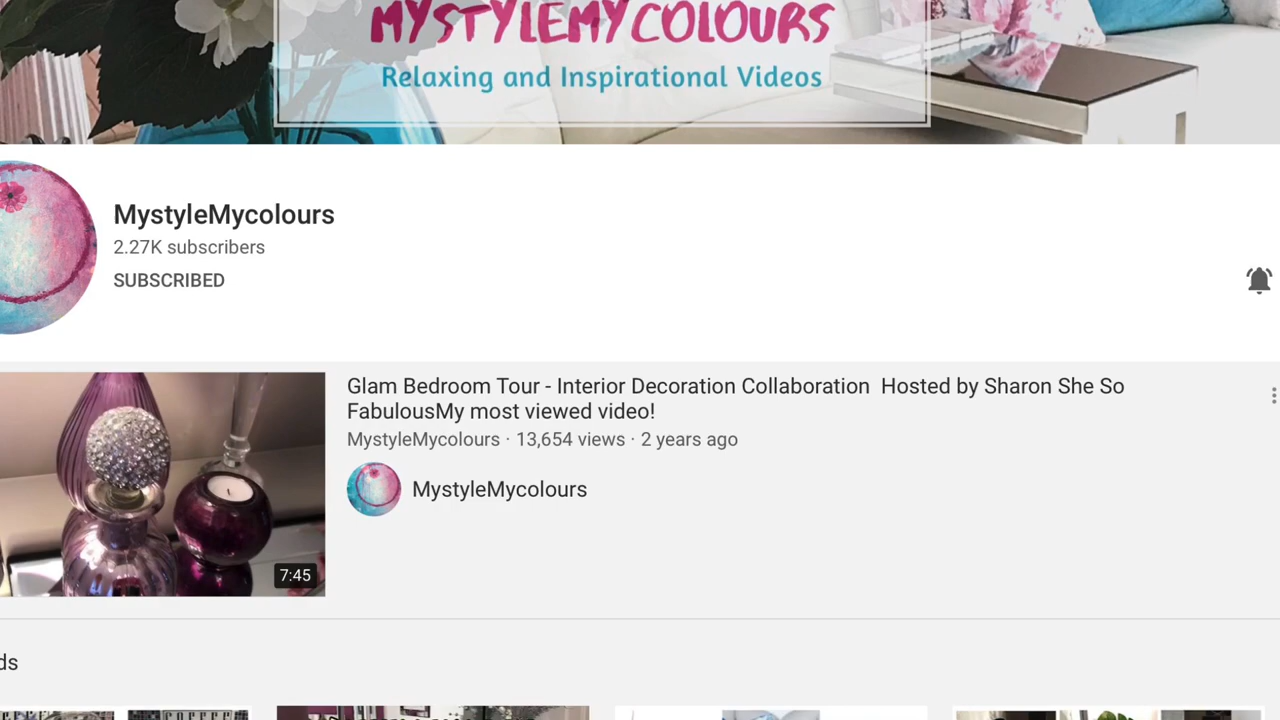 MYSTYLEMYCOLOURS
Relaxing and Inspirational Videos
MystyleMycolours
2.27K subscribers
SUBSCRIBED
Glam Bedroom Tour - Interior Decoration Collaboration  Hosted by Sharon She So
FabulousMy most viewed video!
MystyleMycolours · 13,654 views · 2 years ago
MystyleMycolours
7:45
ds